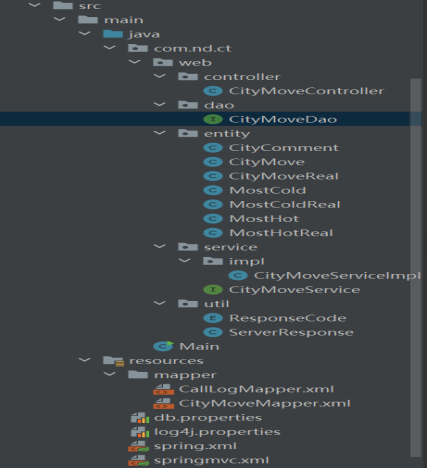 src
main
java
com.nd.ct
web
controller
CityMoveController
dao
CityMoveDao
entity
CityComment
CityMove
CityMoveReal
MostCold
MostColdReal
MostHot
MostHotReal
service
impl
CityMoveServiceImpl
CityMoveService
util
ResponseCode
ServerResponse
Main
resources
mapper
CallLogMapper.xml
CityMoveMapper.xml
db.properties
log4j.properties
spring.xml
springmvc.xml